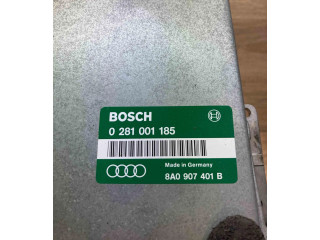 BOSCH
0 281 001 185
Made in Germany
8A0 907 401 B